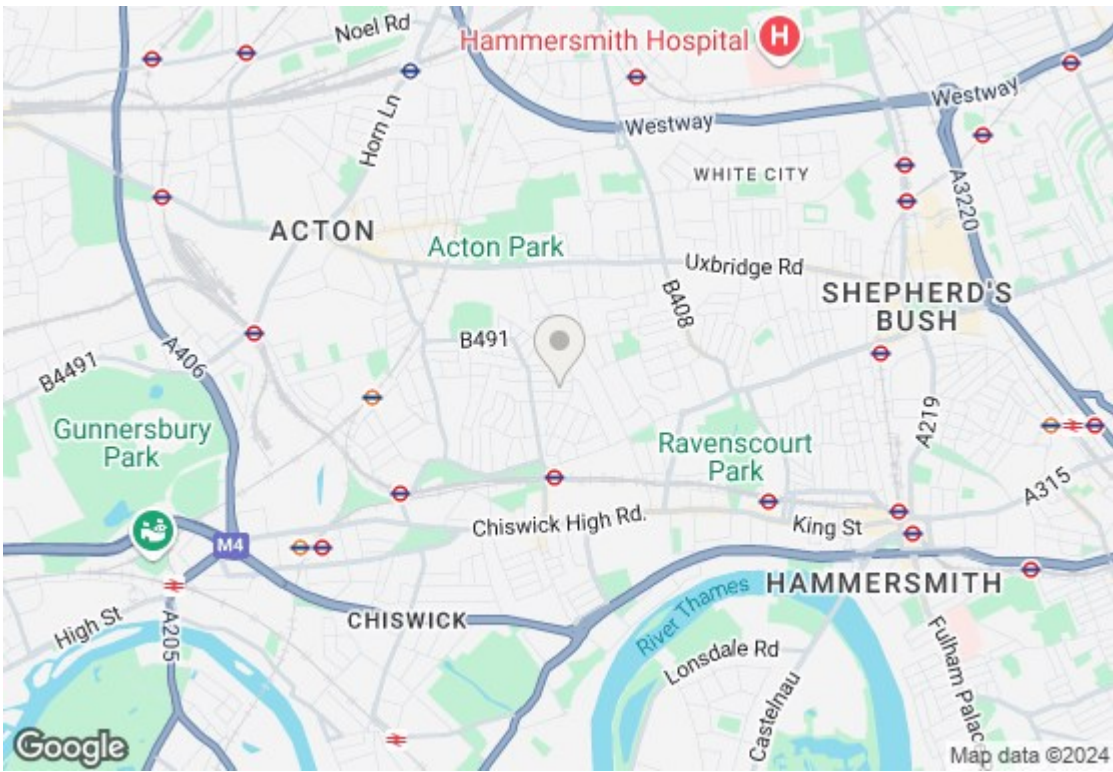 Noel Rd
Hammersmith Hospital
H
Horn Ln
Westway
Westway
WHITE CITY
A3220
ACTON
Acton Park
Uxbridge Rd
B408
SHEPHERD'S
BUSH
B491
A406
B4491
Gunnersbury
Park
A219
Ravenscourt
Park
A315
Chiswick High Rd.
King St
M4
HAMMERSMITH
High St
A205
CHISWICK
River Thames
Lonsdale Rd
Castelnau
Fulham Palac
Google
Map data ©2024